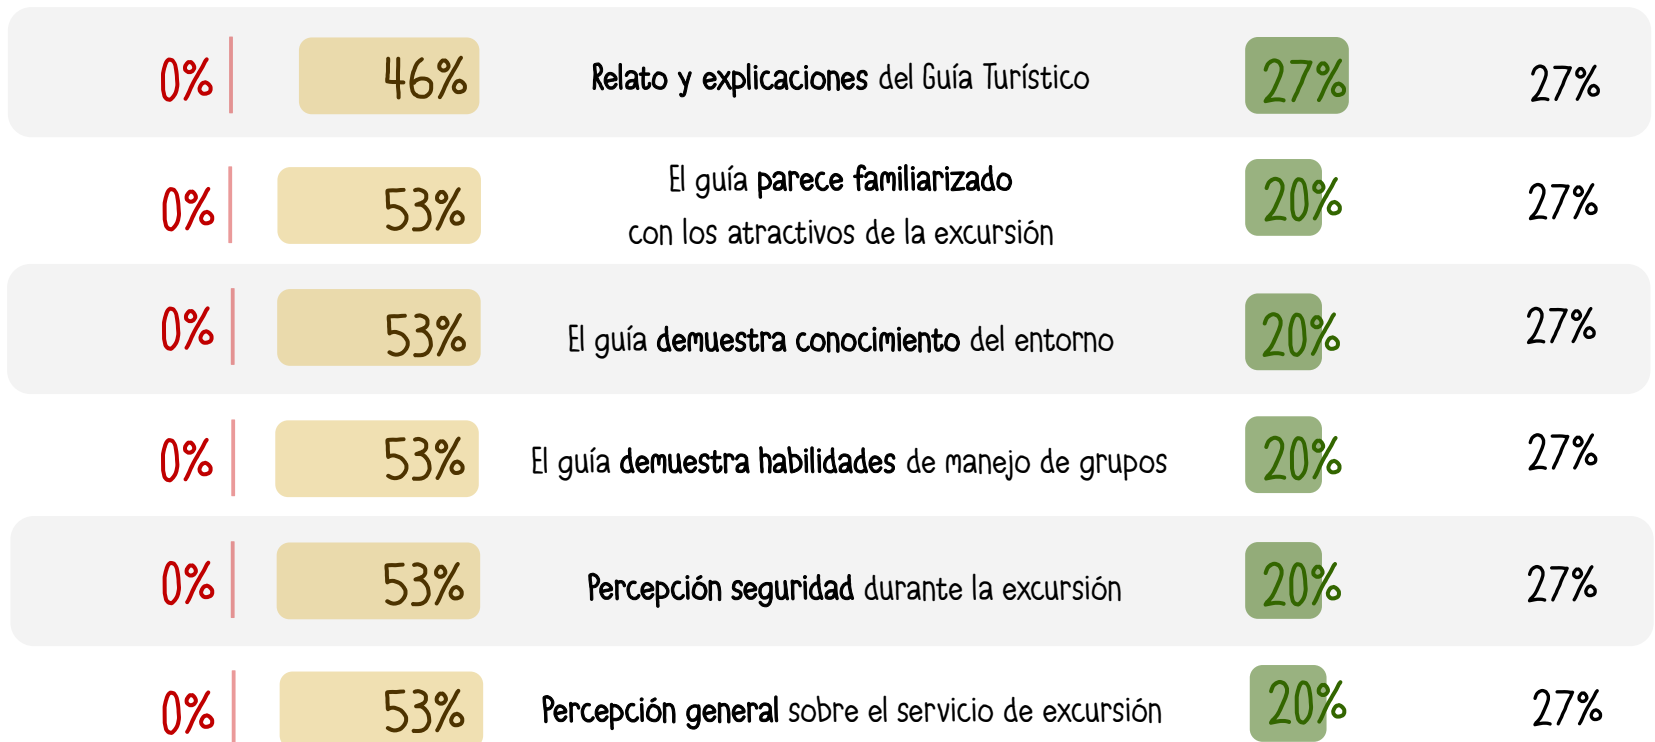 0% 46% Relato y explicaciones del Guía Turístico 27% 27%
0% 53% El guía parece familiarizado
con los atractivos de la excursión 20% 27%
0% 53% El guía demuestra conocimiento del entorno 20% 27%
0% 53% El guía demuestra habilidades de manejo de grupos 20% 27%
0% 53% Percepción seguridad durante la excursión 20% 27%
0% 53% Percepción general sobre el servicio de excursión 20% 27%